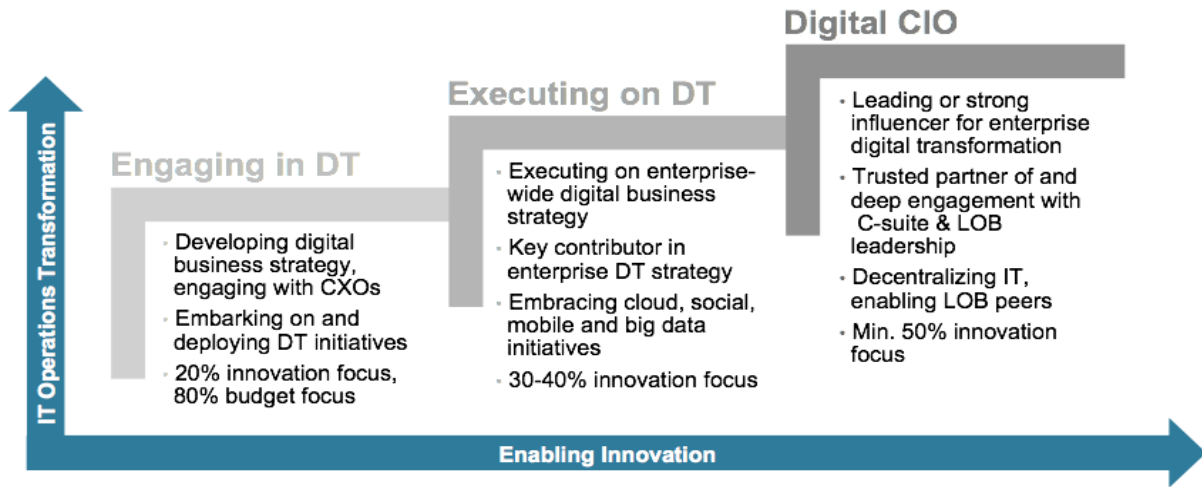 Digital CIO
Executing on DT
Engaging in DT
IT Operations Transformation
· Developing digital
business strategy,
engaging with CXOs
· Embarking on and
deploying DT initiatives
· 20% innovation focus,
80% budget focus
· Executing on enterprise-
wide digital business
strategy
· Key contributor in
enterprise DT strategy
· Embracing cloud, social,
mobile and big data
initiatives
· 30-40% innovation focus
· Leading or strong
influencer for enterprise
digital transformation
· Trusted partner of and
deep engagement with
C-suite & LOB
leadership
· Decentralizing IT,
enabling LOB peers
· Min. 50% innovation
focus
Enabling Innovation